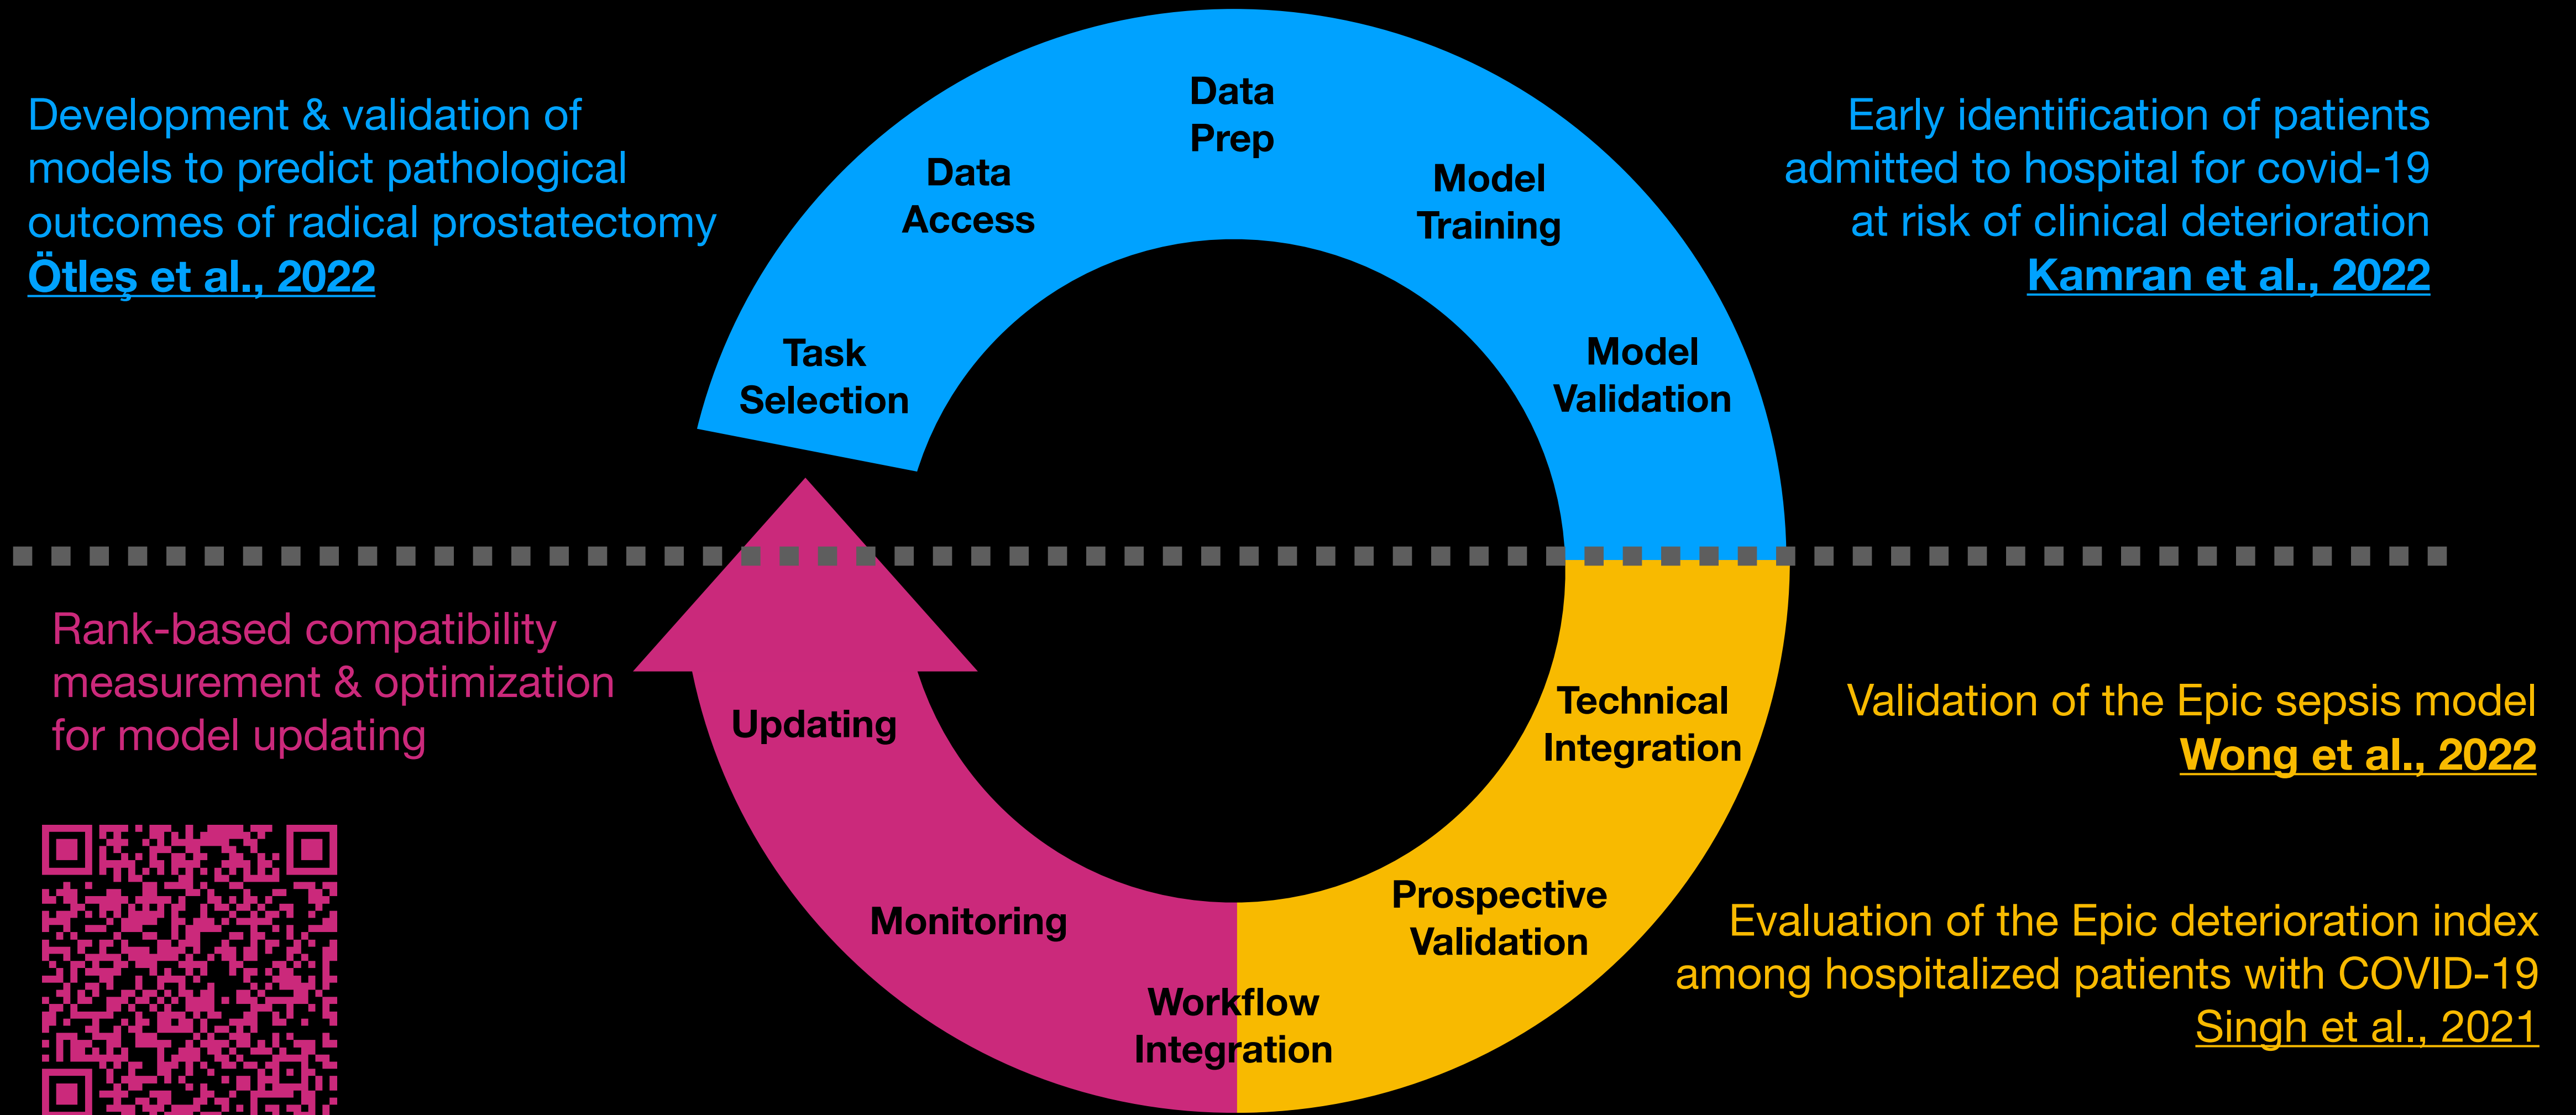 Development & validation of
models to predict pathological
outcomes of radical prostatectomy
Ötleş et al., 2022
Data
Prep
Data
Access
Model
Training
Task
Selection
Model
Validation
Early identification of patients
admitted to hospital for covid-19
at risk of clinical deterioration
Kamran et al., 2022
Rank-based compatibility
measurement & optimization
for model updating
Updating
Monitoring
Workflow
Integration
Prospective
Validation
Technical
Integration
Validation of the Epic sepsis model
Wong et al., 2022
Evaluation of the Epic deterioration index
among hospitalized patients with COVID-19
Singh et al., 2021